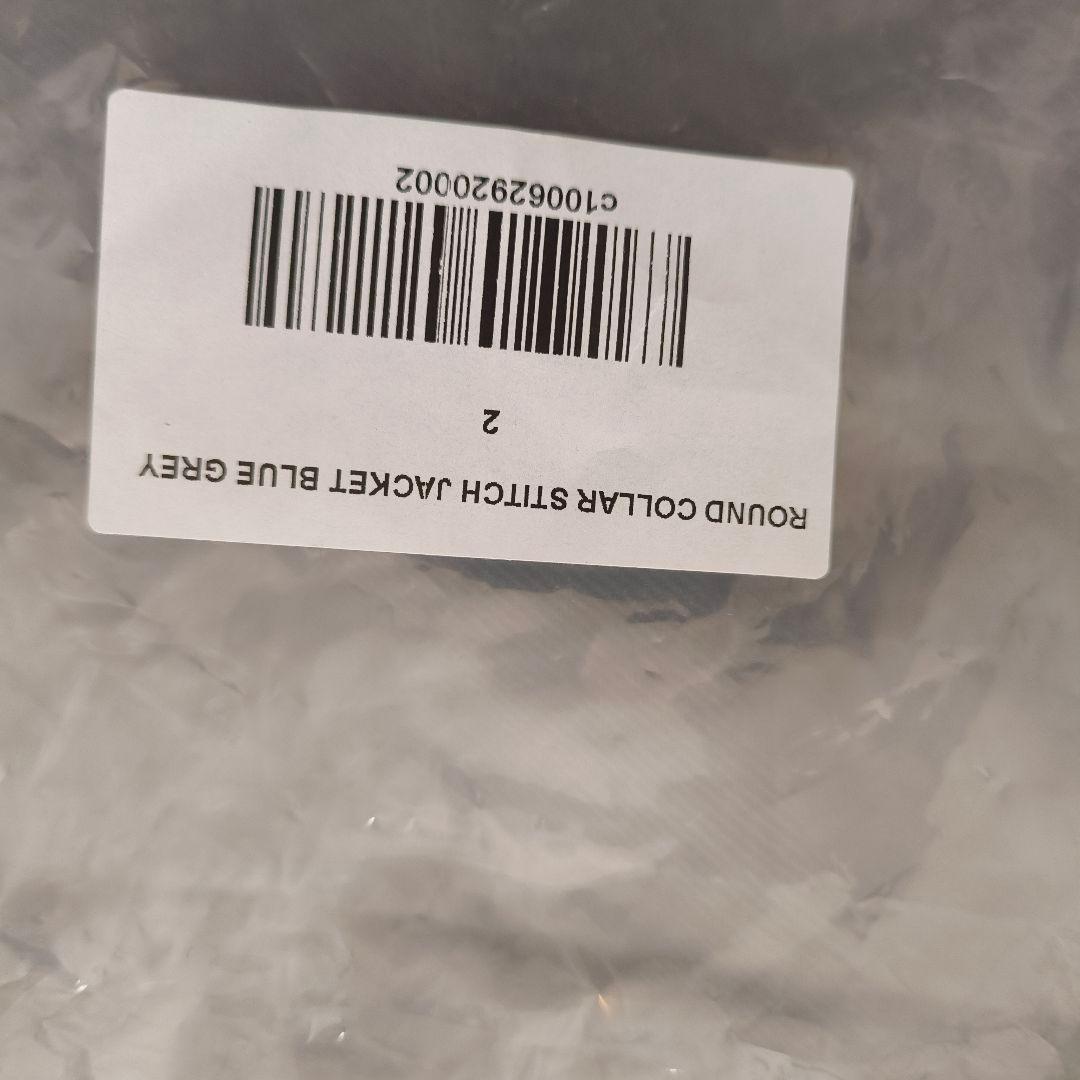 ROUND COLLAR STITCH JACKET BLUE GREY
2
c10062920002